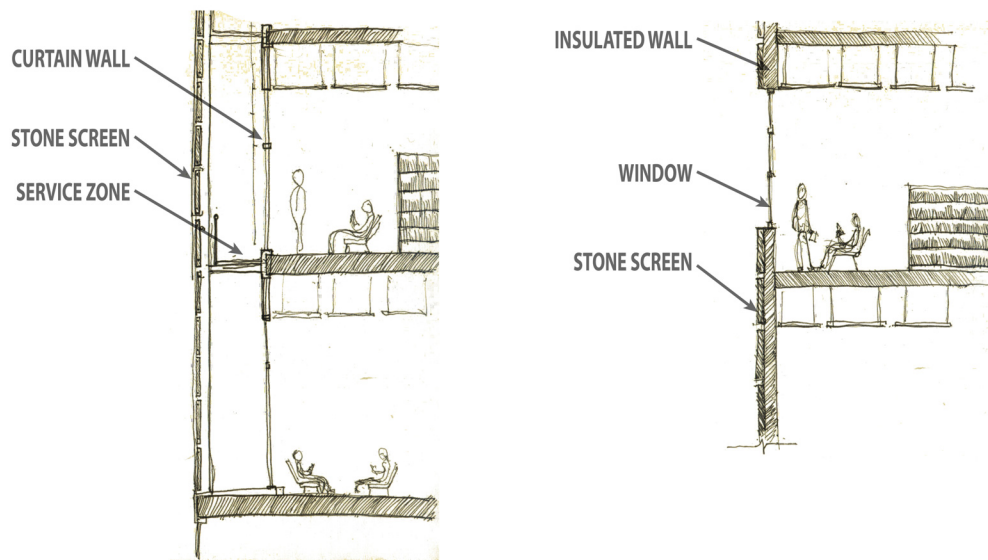 CURTAIN WALL
STONE SCREEN
SERVICE ZONE
INSULATED WALL
WINDOW
STONE SCREEN